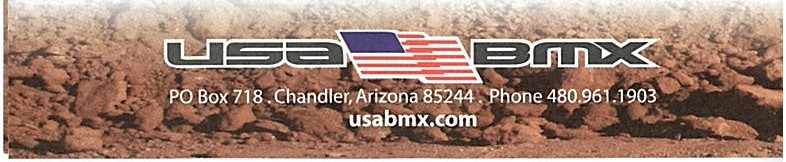 USA BMX
PO Box 718 . Chandler, Arizona 85244 . Phone 480.961.1903
usabmx.com